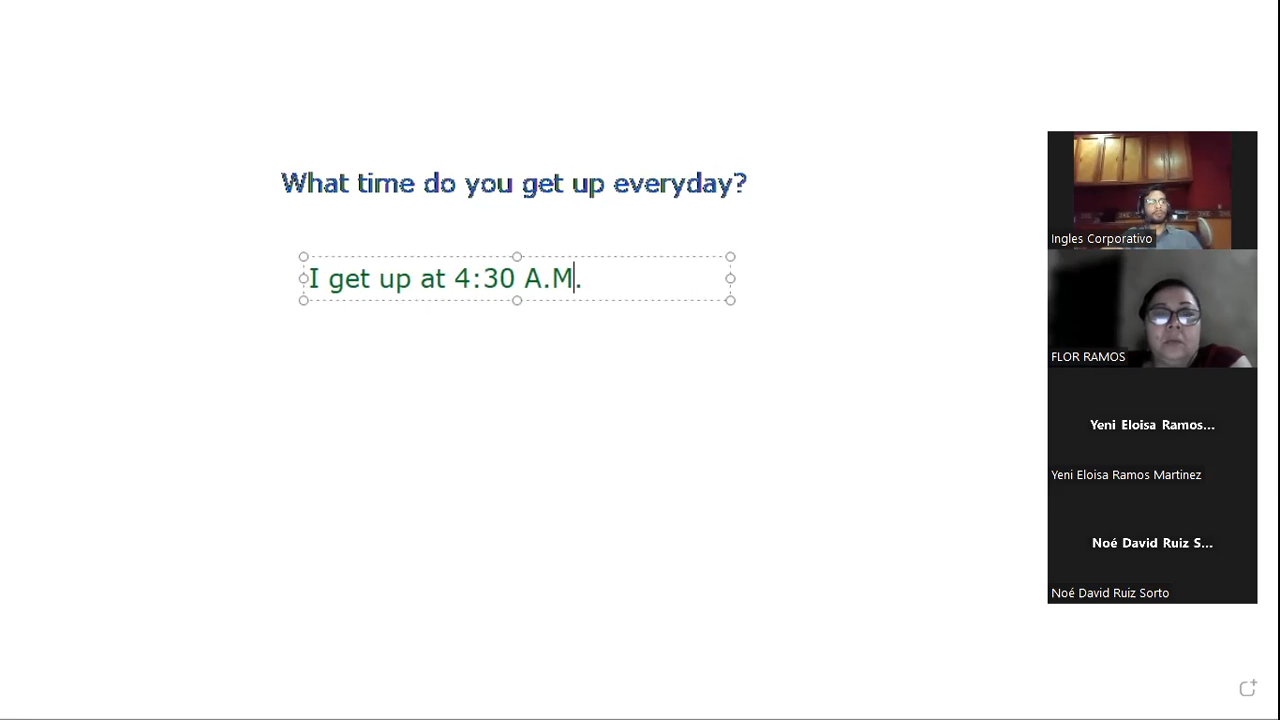 What time do you get up everyday?
I get up at 4:30 A.M.
Ingles Corporativo
FLOR RAMOS
Yeni Eloisa Ramos...
Yeni Eloisa Ramos Martinez
Noé David Ruiz S...
Noé David Ruiz Sorto